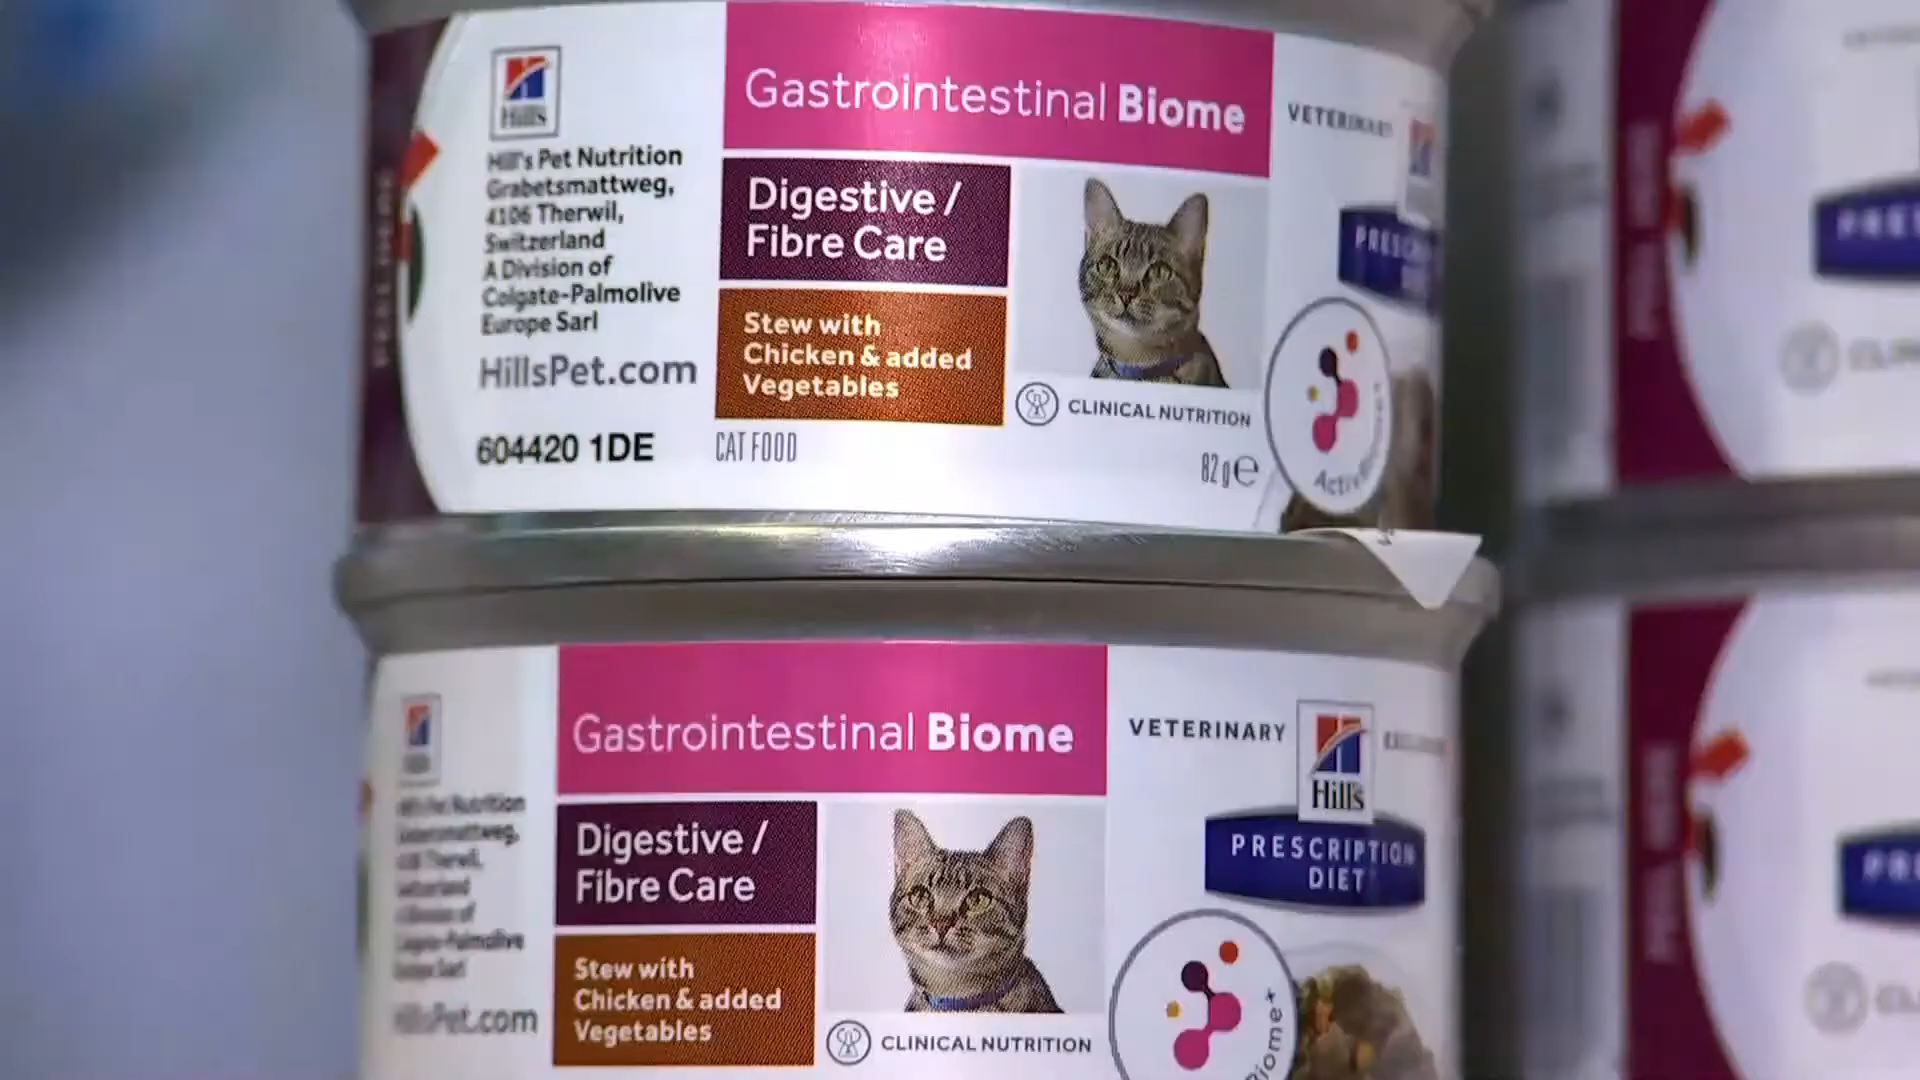 Hill's
Hill's Pet Nutrition
Grabetsmattweg,
4106 Therwil,
Switzerland
A Division of
Colgate-Palmolive
Europe Sarl
HillsPet.com
604420 1DE
Gastrointestinal Biome
Digestive /
Fibre Care
Stew with
Chicken & added
Vegetables
CAT FOOD
CLINICAL NUTRITION
82 g e
VETERINARY
Gastrointestinal Biome
Digestive /
Fibre Care
Stew with
Chicken & added
Vegetables
CLINICAL NUTRITION
HillsPet.com
VETERINARY
Hill's
PRESCRIPTION
DIET